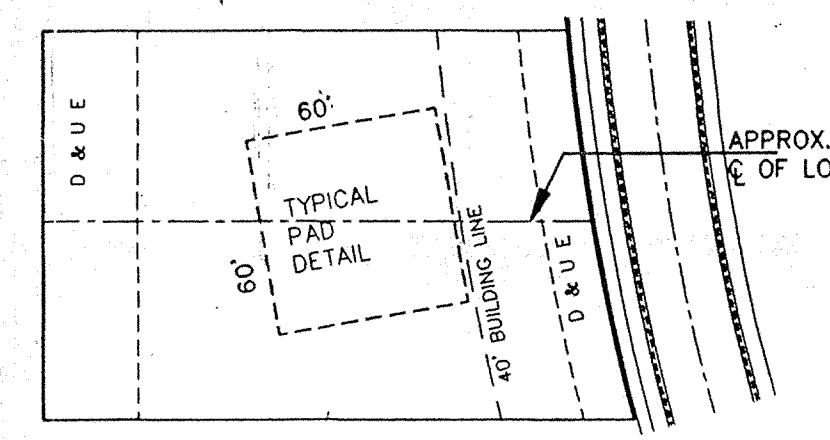 D & U E
60'
TYPICAL
PAD
DETAIL
60'
40' BUILDING LINE
D & U E
APPROX.
℄ OF LO